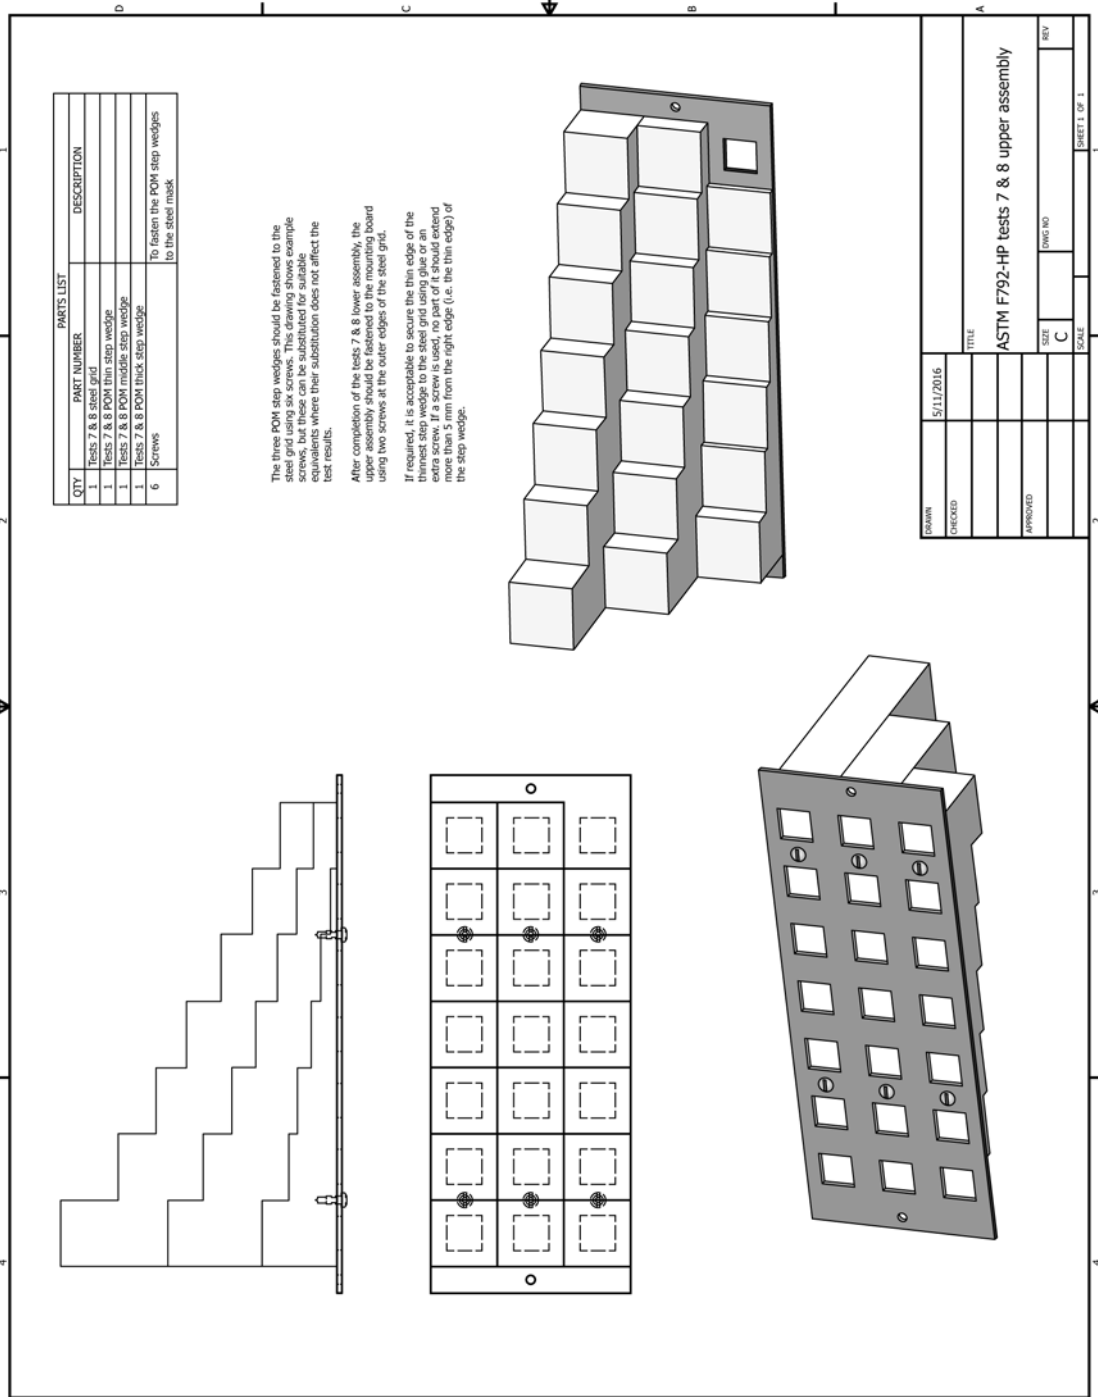 PARTS LIST
QTY PART NUMBER DESCRIPTION
1 Tests 7 & 8 steel grid
1 Tests 7 & 8 POM thin step wedge
1 Tests 7 & 8 POM middle step wedge
1 Tests 7 & 8 POM thick step wedge
6 Screws To fasten the POM step wedges
to the steel mask
The three POM step wedges should be fastened to the
steel grid using six screws. This drawing shows example
screws, but these can be substituted for suitable
equivalents where their substitution does not affect the
test results.
After completion of the tests 7 & 8 lower assembly, the
upper assembly should be fastened to the mounting board
using two screws at the outer edges of the steel grid.
If required, it is acceptable to secure the thin edge of the
thinnest step wedge to the steel grid using glue or an
extra screw. If a screw is used, no part of it should extend
more than 5 mm from the right edge (i.e. the thin edge) of
the step wedge.
DRAWN 5/11/2016
CHECKED
APPROVED
TITLE
ASTM F792-HP tests 7 & 8 upper assembly
SIZE DWG NO REV
C
SCALE SHEET 1 OF 1
4 3 2 1
4 3 2 1
D
C
B
A